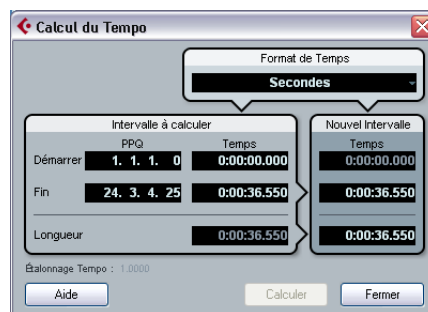 Calcul du Tempo
Format de Temps
Secondes
Intervalle à calculer
Nouvel Intervalle
PPQ Temps Temps
Démarrer 1. 1. 1. 0 0:00:00.000 0:00:00.000
Fin 24. 3. 4. 25 0:00:36.550 0:00:36.550
Longueur 0:00:36.550 0:00:36.550
Étalonnage Tempo : 1.0000
Aide Calculer Fermer